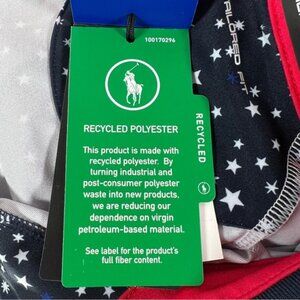 100170296
TAILORED FIT
RECYCLED POLYESTER
RECYCLED
This product is made with
recycled polyester. By
turning industrial and
post-consumer polyester
waste into new products,
we are reducing our
dependence on virgin
petroleum-based material.
See label for the product's
full fiber content.